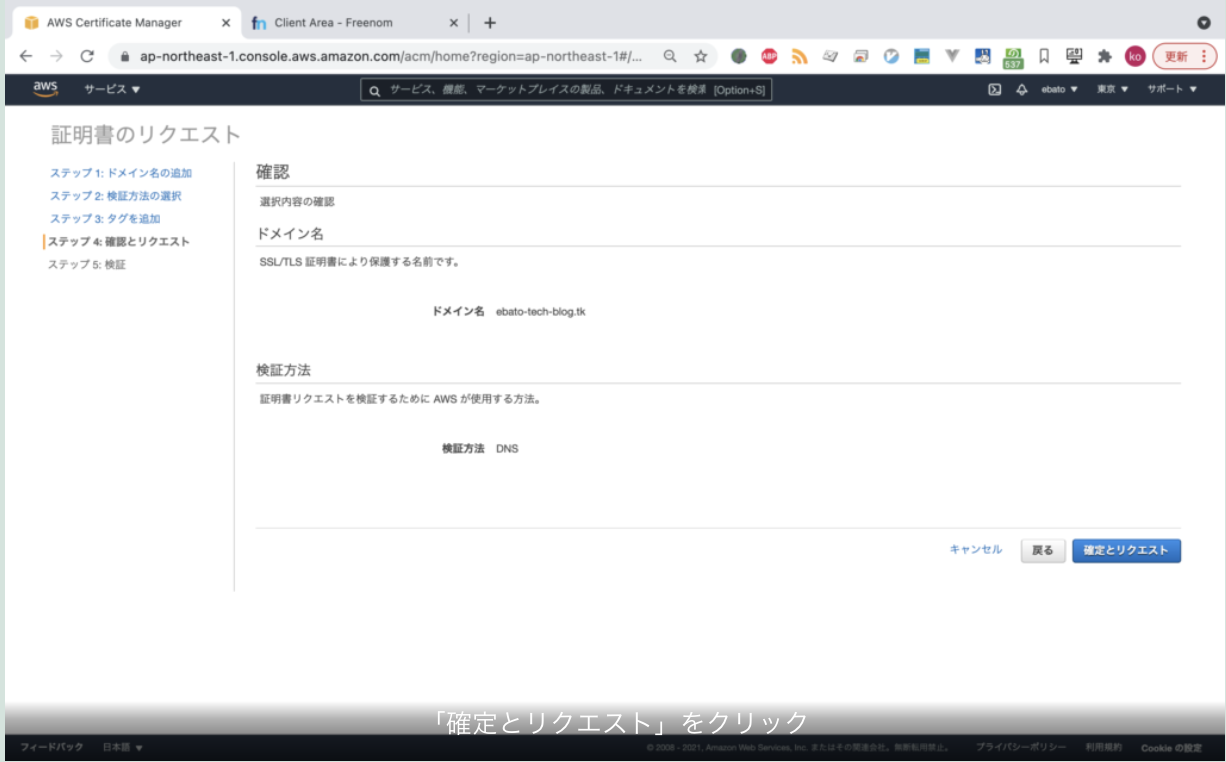 AWS Certificate Manager
Client Area - Freenom
ap-northeast-1.console.aws.amazon.com/acm/home?region=ap-northeast-1#/...
ABP
537
ko
更新
aws
サービス
サービス、機能、マーケットプレイスの製品、ドキュメントを検索 [Option+S]
ebato
東京
サポート
証明書のリクエスト
ステップ 1: ドメイン名の追加
ステップ 2: 検証方法の選択
ステップ 3: タグを追加
ステップ 4: 確認とリクエスト
ステップ 5: 検証
確認
選択内容の確認
ドメイン名
SSL/TLS 証明書により保護する名前です。
ドメイン名 ebato-tech-blog.tk
検証方法
証明書リクエストを検証するために AWS が使用する方法。
検証方法 DNS
キャンセル
戻る
確定とリクエスト
「確定とリクエスト」をクリック
フィードバック
日本語
© 2008 - 2021, Amazon Web Services, Inc. またはその関連会社。無断転用禁止。
プライバシーポリシー
利用規約
Cookie の設定